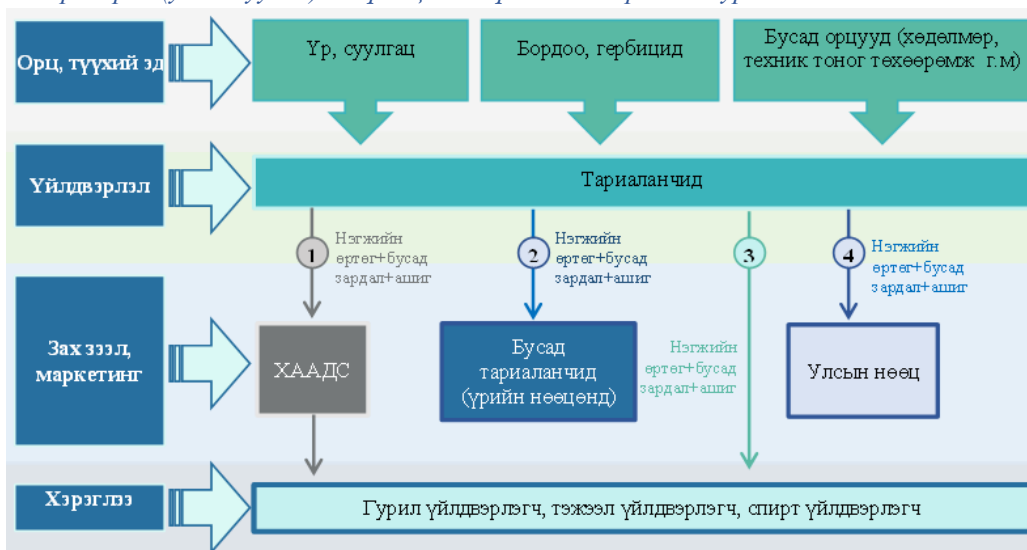 Орц, түүхий эд
Үр, суулгац
Бордоо, гербицид
Бусад орцууд (хөдөлмөр,
техник тоног төхөөрөмж г.м)
Үйлдвэрлэл
Тариаланчид
1
Нэгжийн
өртөг+бусад
зардал+ашиг
2
Нэгжийн
өртөг+бусад
зардал+ашиг
3
Нэгжийн
өртөг+бусад
зардал+ашиг
4
Нэгжийн
өртөг+бусад
зардал+ашиг
Зах зээл,
маркетинг
ХААДС
Бусад
тариаланчид
(үрийн нөөцөнд)
Улсын нөөц
Хэрэглээ
Гурил үйлдвэрлэгч, тэжээл үйлдвэрлэгч, спирт үйлдвэрлэгч